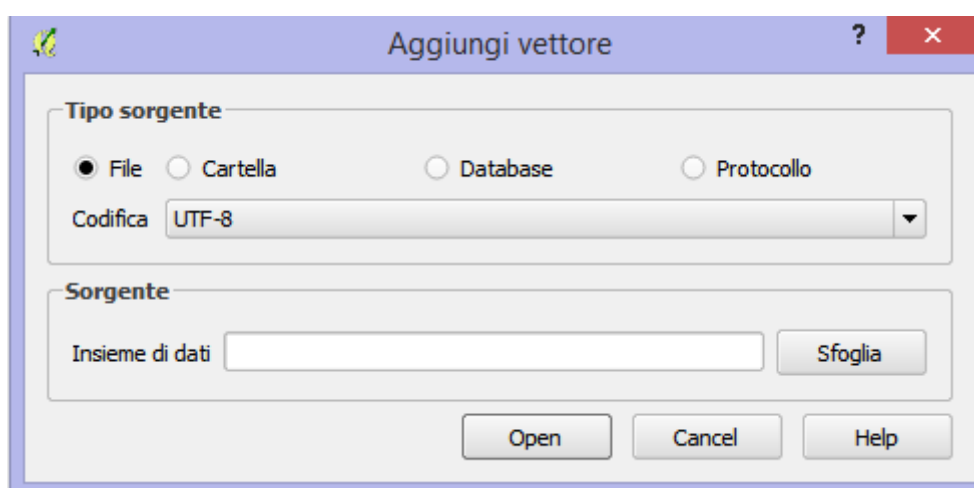 Aggiungi vettore ?
Tipo sorgente
File Cartella Database Protocollo
Codifica UTF-8
Sorgente
Insieme di dati Sfoglia
Open Cancel Help